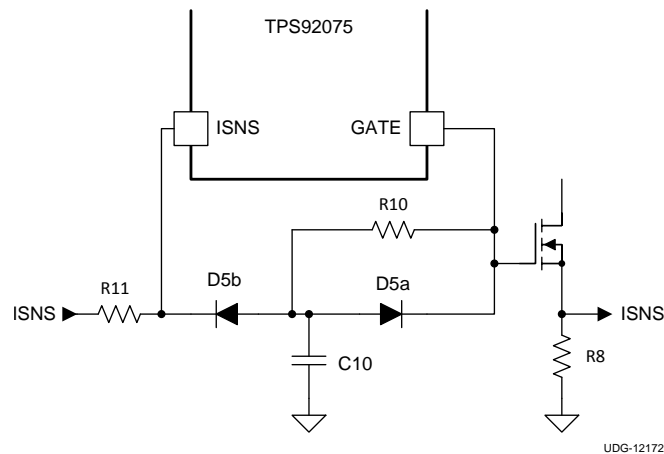 TPS92075
ISNS
GATE
R10
D5b
D5a
R11
ISNS
ISNS
C10
R8
UDG-12172